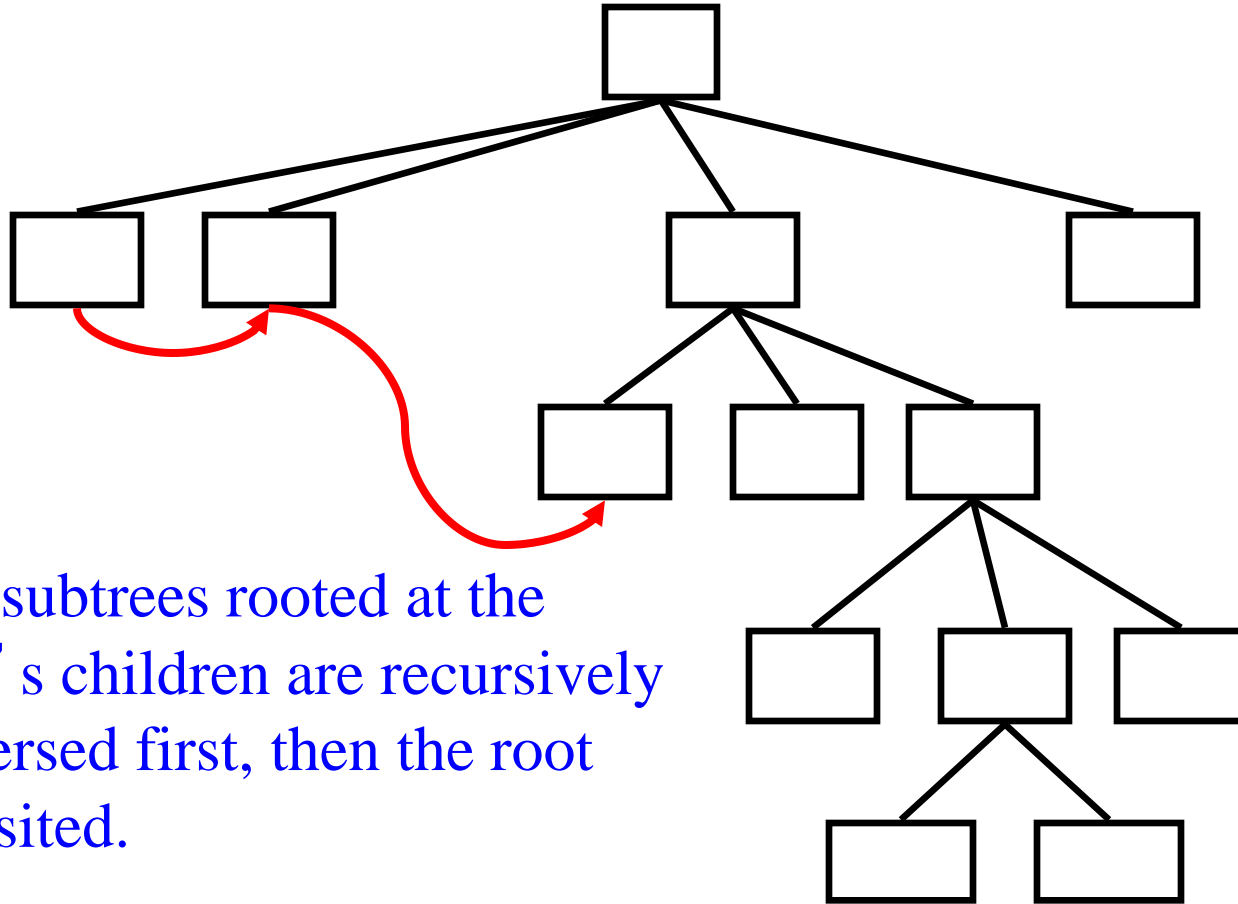 subtrees rooted at the
’ s children are recursively
ersed first, then the root
sited.